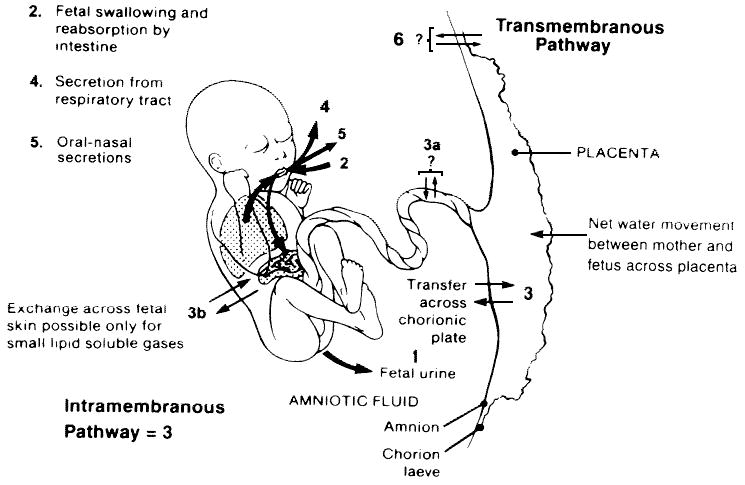 2. Fetal swallowing and
reabsorption by
intestine
4. Secretion from
respiratory tract
5. Oral-nasal
secretions
4
5
2
6 ?
Transmembranous
Pathway
3a
?
PLACENTA
Net water movement
between mother and
fetus across placenta
Transfer
across
chorionic
plate
3
3b
Exchange across fetal
skin possible only for
small lipid soluble gases
1
Fetal urine
AMNIOTIC FLUID
Intramembranous
Pathway = 3
Amnion
Chorion
laeve